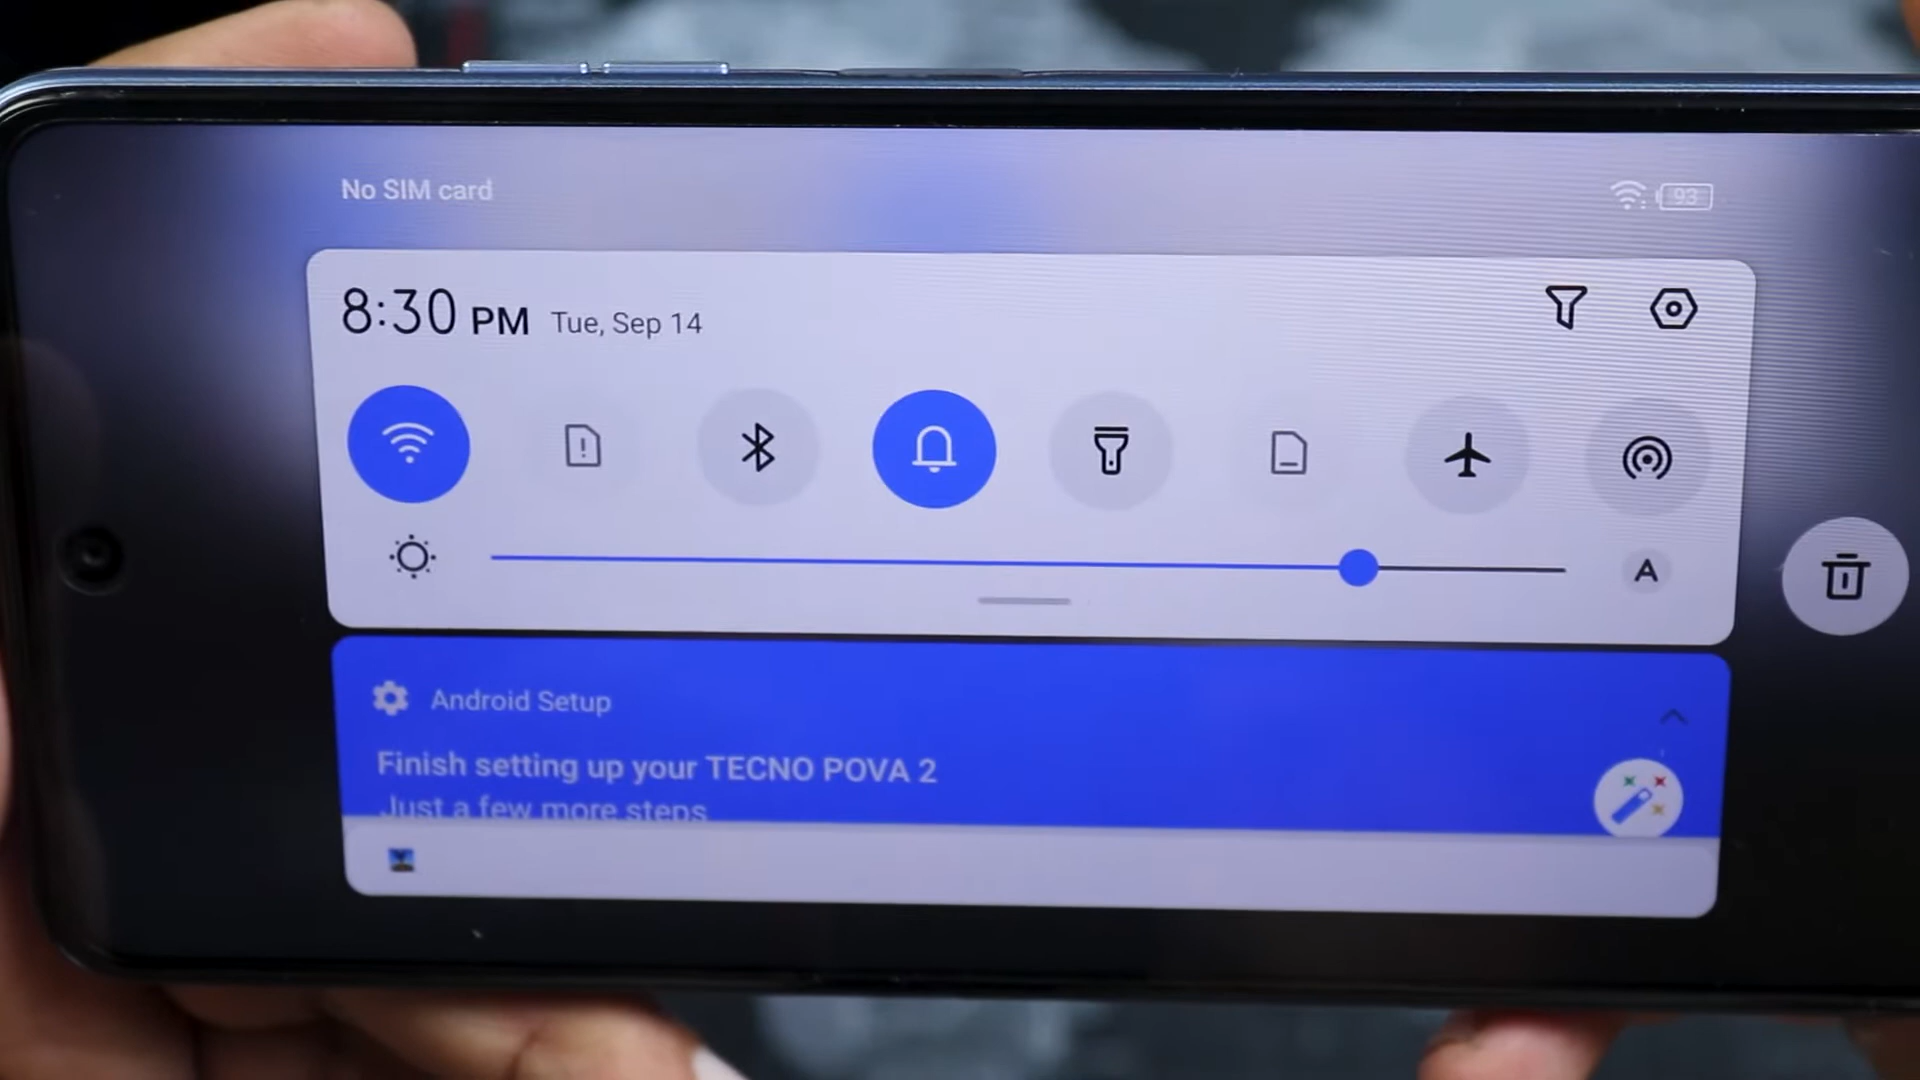 No SIM card
93
8:30 PM Tue, Sep 14
A
Android Setup
Finish setting up your TECNO POVA 2
Just a few more steps